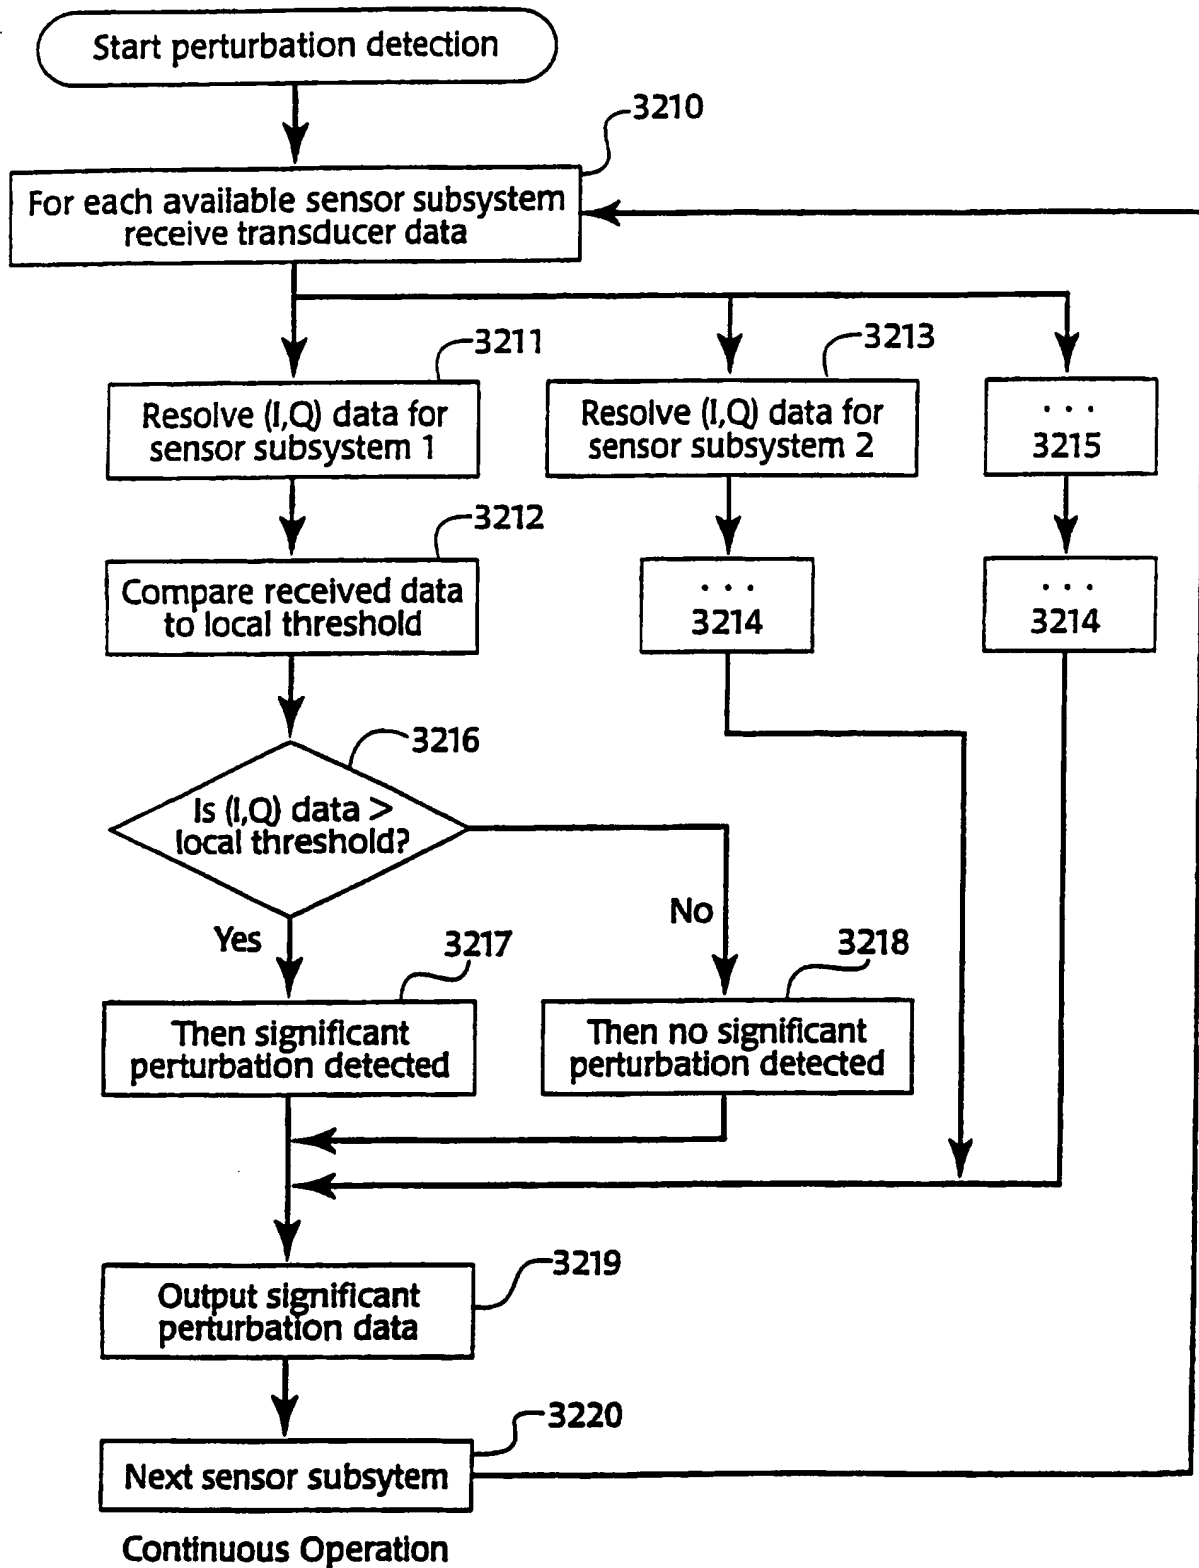 Start perturbation detection
3210
For each available sensor subsystem
receive transducer data
3211
3213
Resolve (I,Q) data for
sensor subsystem 1
Resolve (I,Q) data for
sensor subsystem 2
. . .
3215
3212
Compare received data
to local threshold
. . .
3214
. . .
3214
3216
Is (I,Q) data >
local threshold?
Yes
No
3217
3218
Then significant
perturbation detected
Then no significant
perturbation detected
3219
Output significant
perturbation data
3220
Next sensor subsytem
Continuous Operation